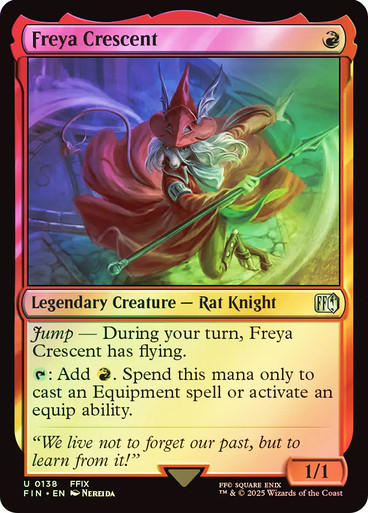 Freya Crescent
Legendary Creature — Rat Knight
FFIX
Jump — During your turn, Freya
Crescent has flying.
: Add . Spend this mana only to
cast an Equipment spell or activate an
equip ability.
“We live not to forget our past, but to
learn from it!”
1/1
U 0138 FFIX
FIN • EN Nereida
FF© SQUARE ENIX
™ & © 2025 Wizards of the Coast